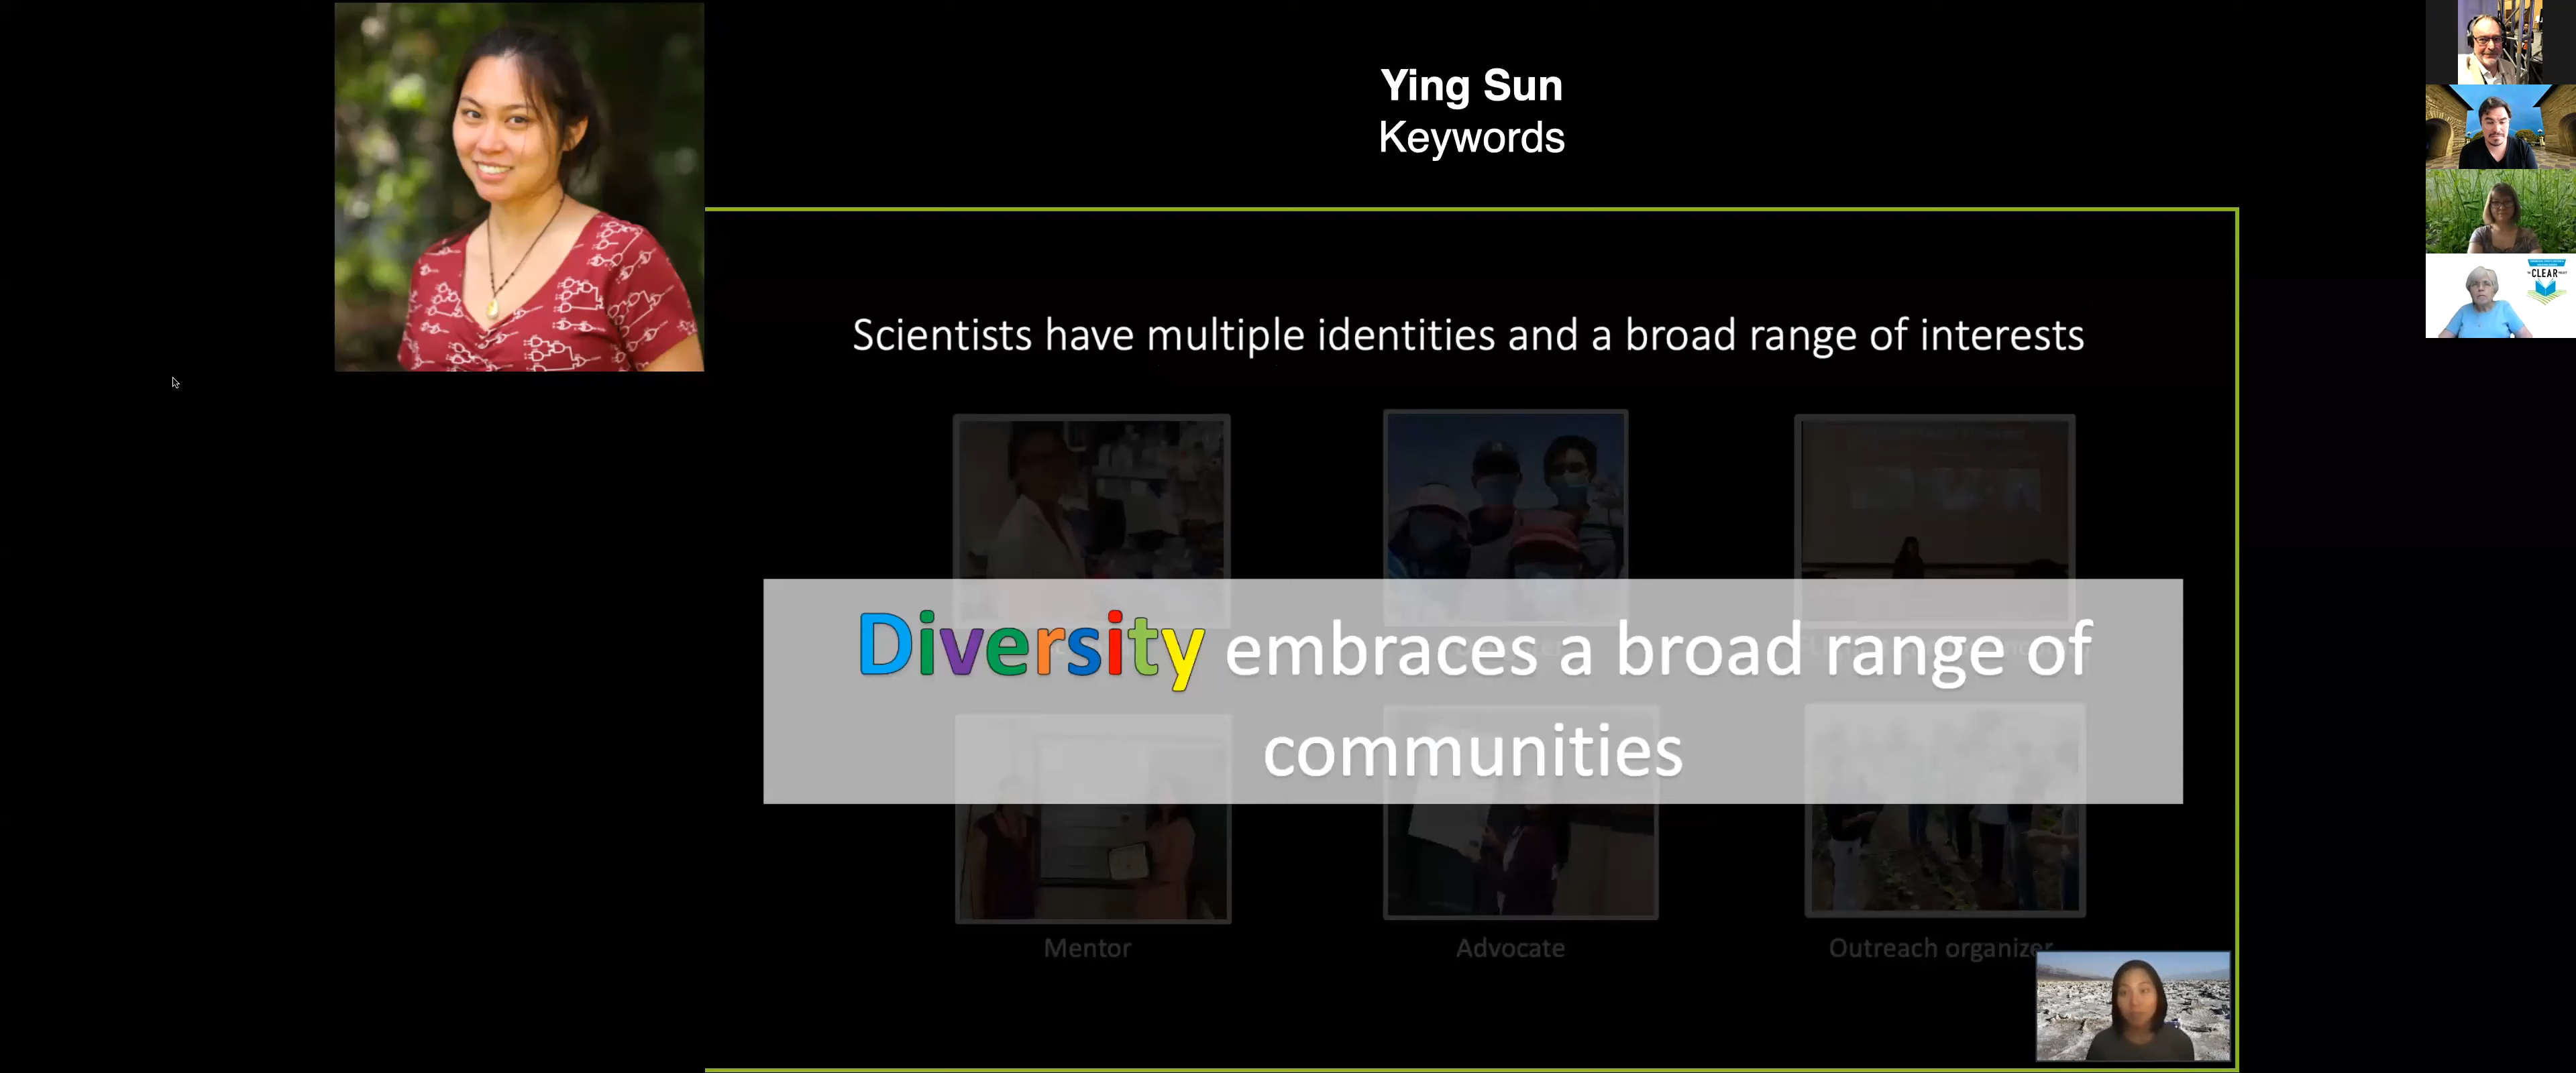 Ying Sun
Keywords
CLEAR
Scientists have multiple identities and a broad range of interests
Diversity embraces a broad range of
communities
Mentor
Advocate
Outreach organizer